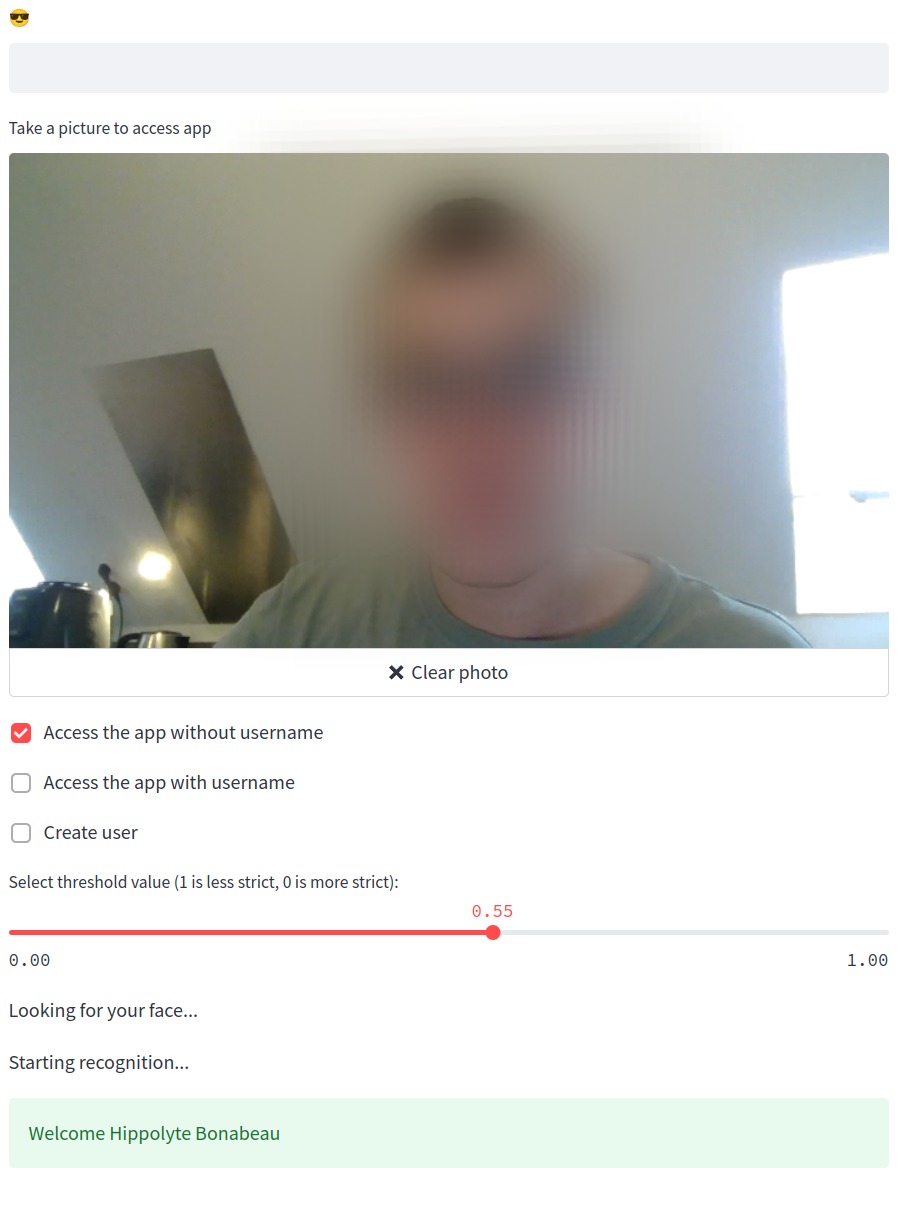 😎
Take a picture to access app
Clear photo
Access the app without username
Access the app with username
Create user
Select threshold value (1 is less strict, 0 is more strict):
0.55
0.00 1.00
Looking for your face...
Starting recognition...
Welcome Hippolyte Bonabeau